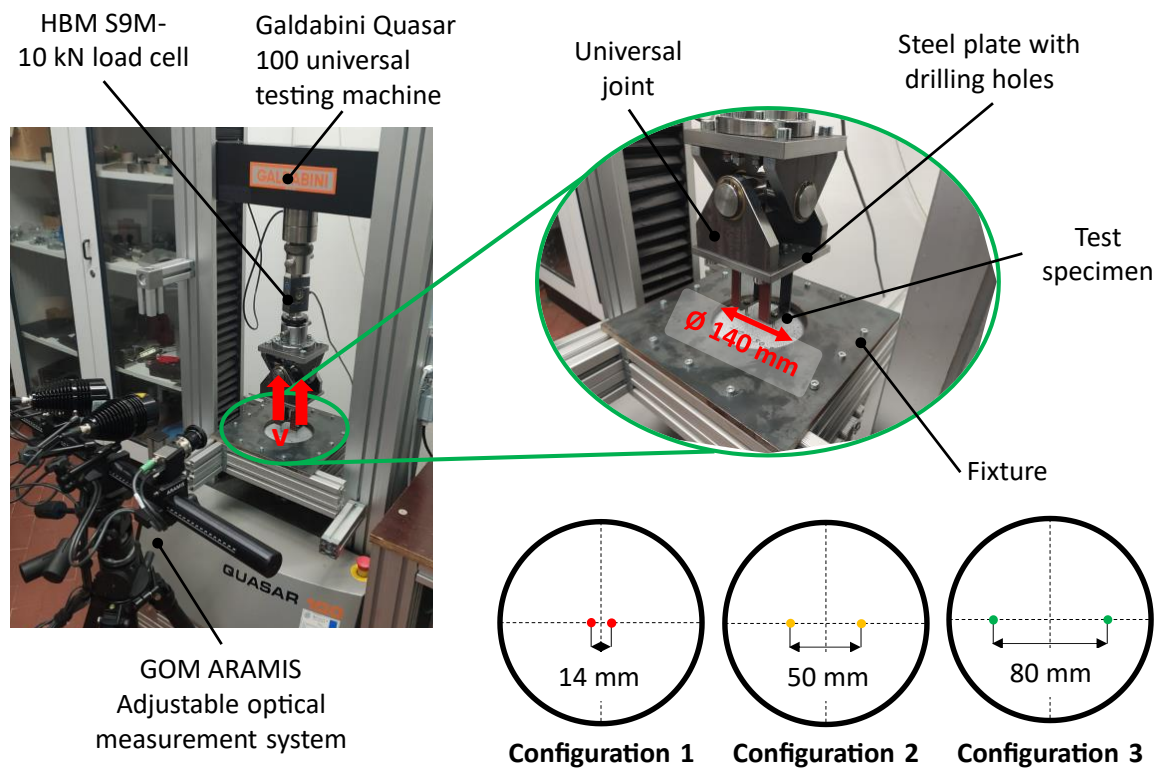 HBM S9M-
10 kN load cell
Galdabini Quasar
100 universal
testing machine
Universal
joint
Steel plate with
drilling holes
GALDABINI
Test
specimen
Ø 140 mm
v
Fixture
ARAMIS
QUASAR
GOM ARAMIS
Adjustable optical
measurement system
14 mm
50 mm
80 mm
Configuration 1
Configuration 2
Configuration 3